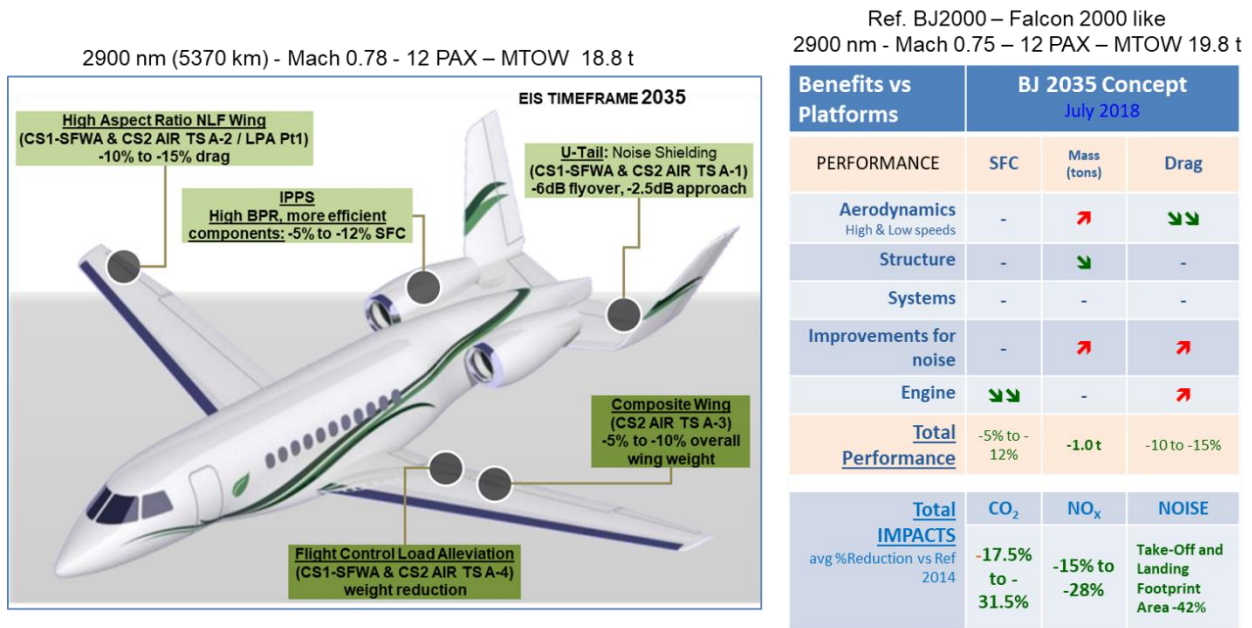 2900 nm (5370 km) - Mach 0.78 - 12 PAX – MTOW 18.8 t
EIS TIMEFRAME 2035
High Aspect Ratio NLF Wing
(CS1-SFWA & CS2 AIR TS A-2 / LPA Pt1)
-10% to -15% drag
U-Tail: Noise Shielding
(CS1-SFWA & CS2 AIR TS A-1)
-6dB flyover, -2.5dB approach
IPPS
High BPR, more efficient
components: -5% to -12% SFC
Composite Wing
(CS2 AIR TS A-3)
-5% to -10% overall
wing weight
Flight Control Load Alleviation
(CS1-SFWA & CS2 AIR TS A-4)
weight reduction
Ref. BJ2000 – Falcon 2000 like
2900 nm - Mach 0.75 – 12 PAX – MTOW 19.8 t
Benefits vs
Platforms
BJ 2035 Concept
July 2018
PERFORMANCE
SFC
Mass
(tons)
Drag
Aerodynamics
High & Low speeds
- ↗ ↘↘
Structure
- ↘ -
Systems
- - -
Improvements for
noise
- ↗ ↗
Engine
↘↘ - ↗
Total
Performance
-5% to -
12%
-1.0 t
-10 to -15%
Total
IMPACTS
avg %Reduction vs Ref
2014
CO₂
NOₓ
NOISE
-17.5%
to -
31.5%
-15% to
-28%
Take-Off and
Landing
Footprint
Area -42%